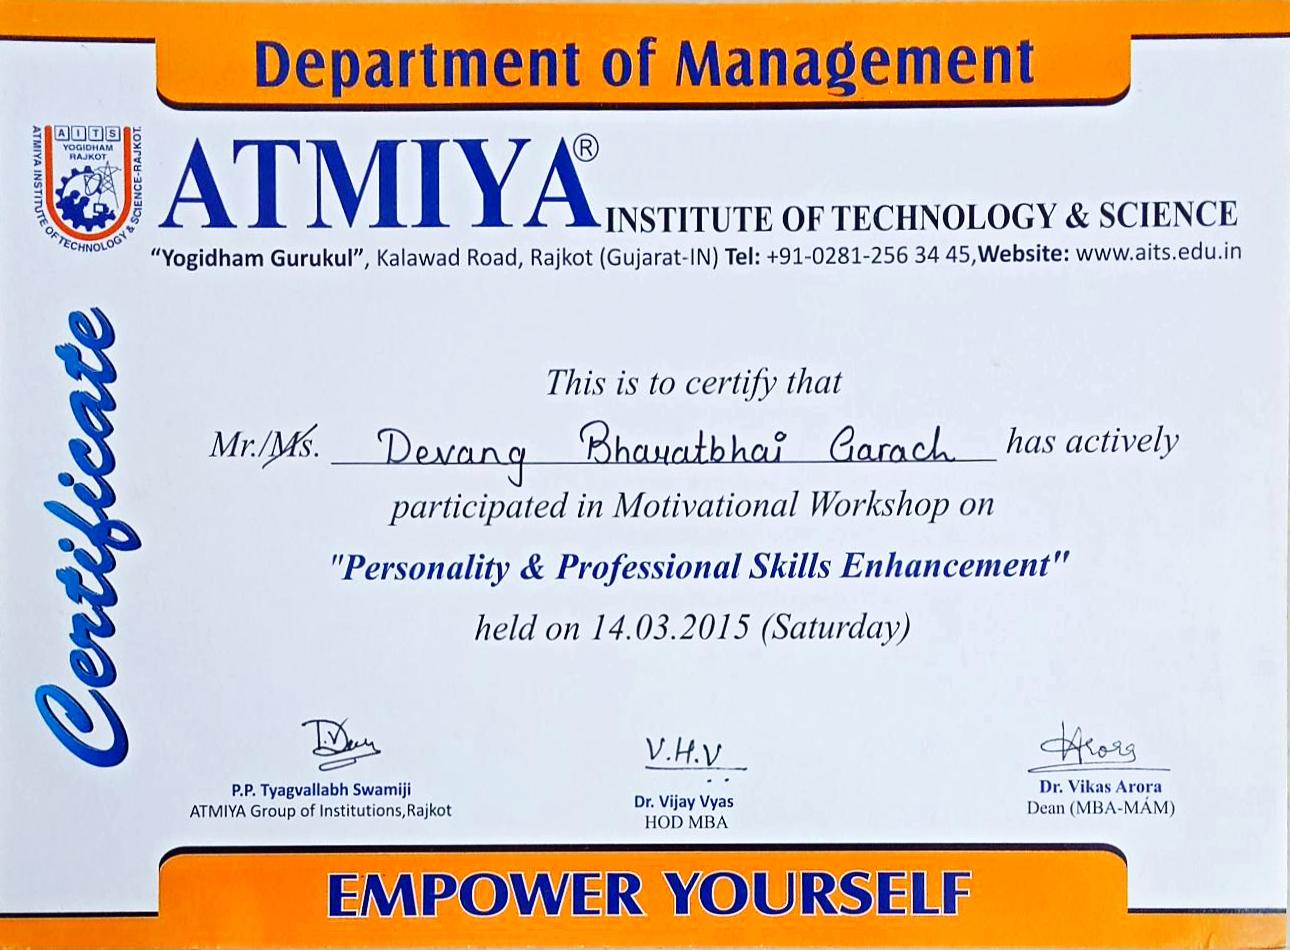 Department of Management
AITS
YOGIDHAM
RAJKOT
ATMIYA INSTITUTE OF TECHNOLOGY & SCIENCE-RAJKOT.
ATMIYA®
INSTITUTE OF TECHNOLOGY & SCIENCE
“Yogidham Gurukul”, Kalawad Road, Rajkot (Gujarat-IN) Tel: +91-0281-256 34 45,Website: www.aits.edu.in
Certificate
This is to certify that
Mr./Ms. Devang Bharatbhai Garach has actively
participated in Motivational Workshop on
"Personality & Professional Skills Enhancement"
held on 14.03.2015 (Saturday)
V.H.V
P.P. Tyagvallabh Swamiji
ATMIYA Group of Institutions,Rajkot
Dr. Vijay Vyas
HOD MBA
Dr. Vikas Arora
Dean (MBA-MAM)
EMPOWER YOURSELF